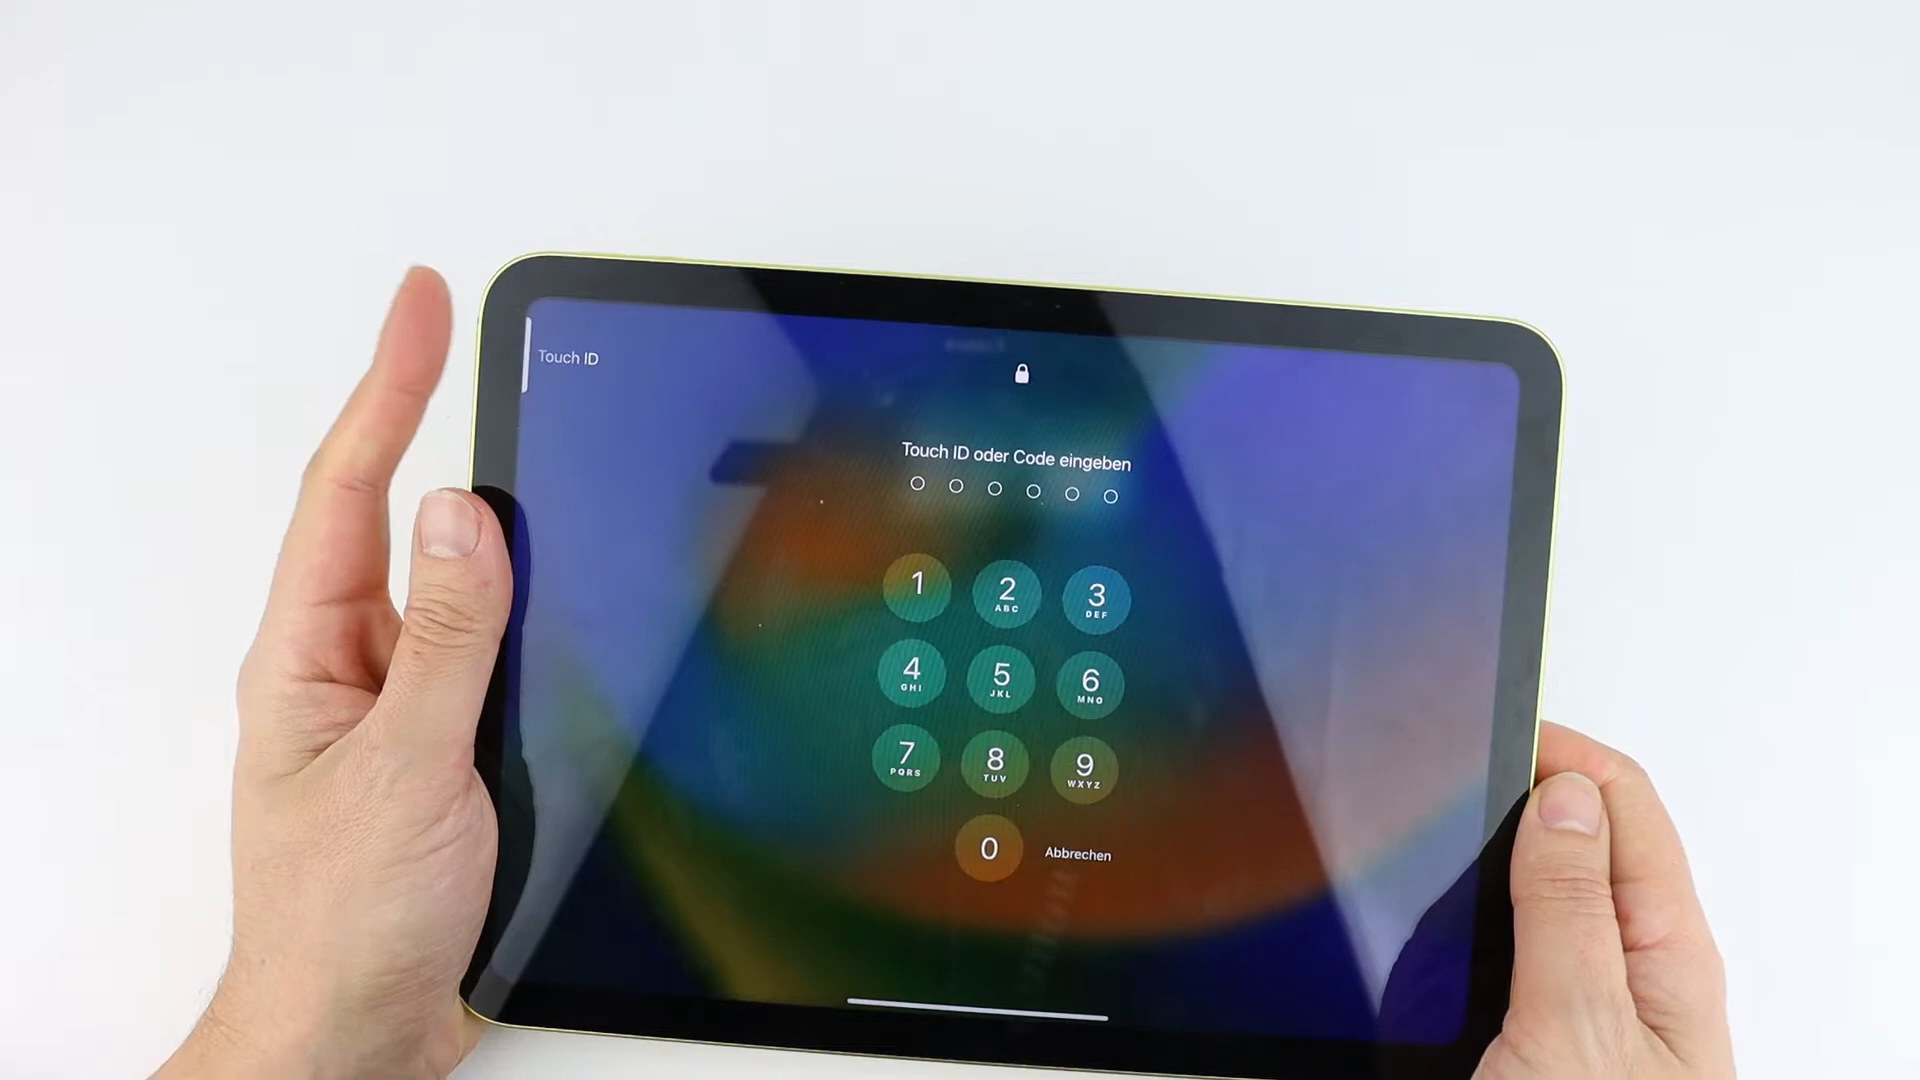 Touch ID
Touch ID oder Code eingeben
1
2
ABC
3
DEF
4
GHI
5
JKL
6
MNO
7
PQRS
8
TUV
9
WXYZ
0
Abbrechen